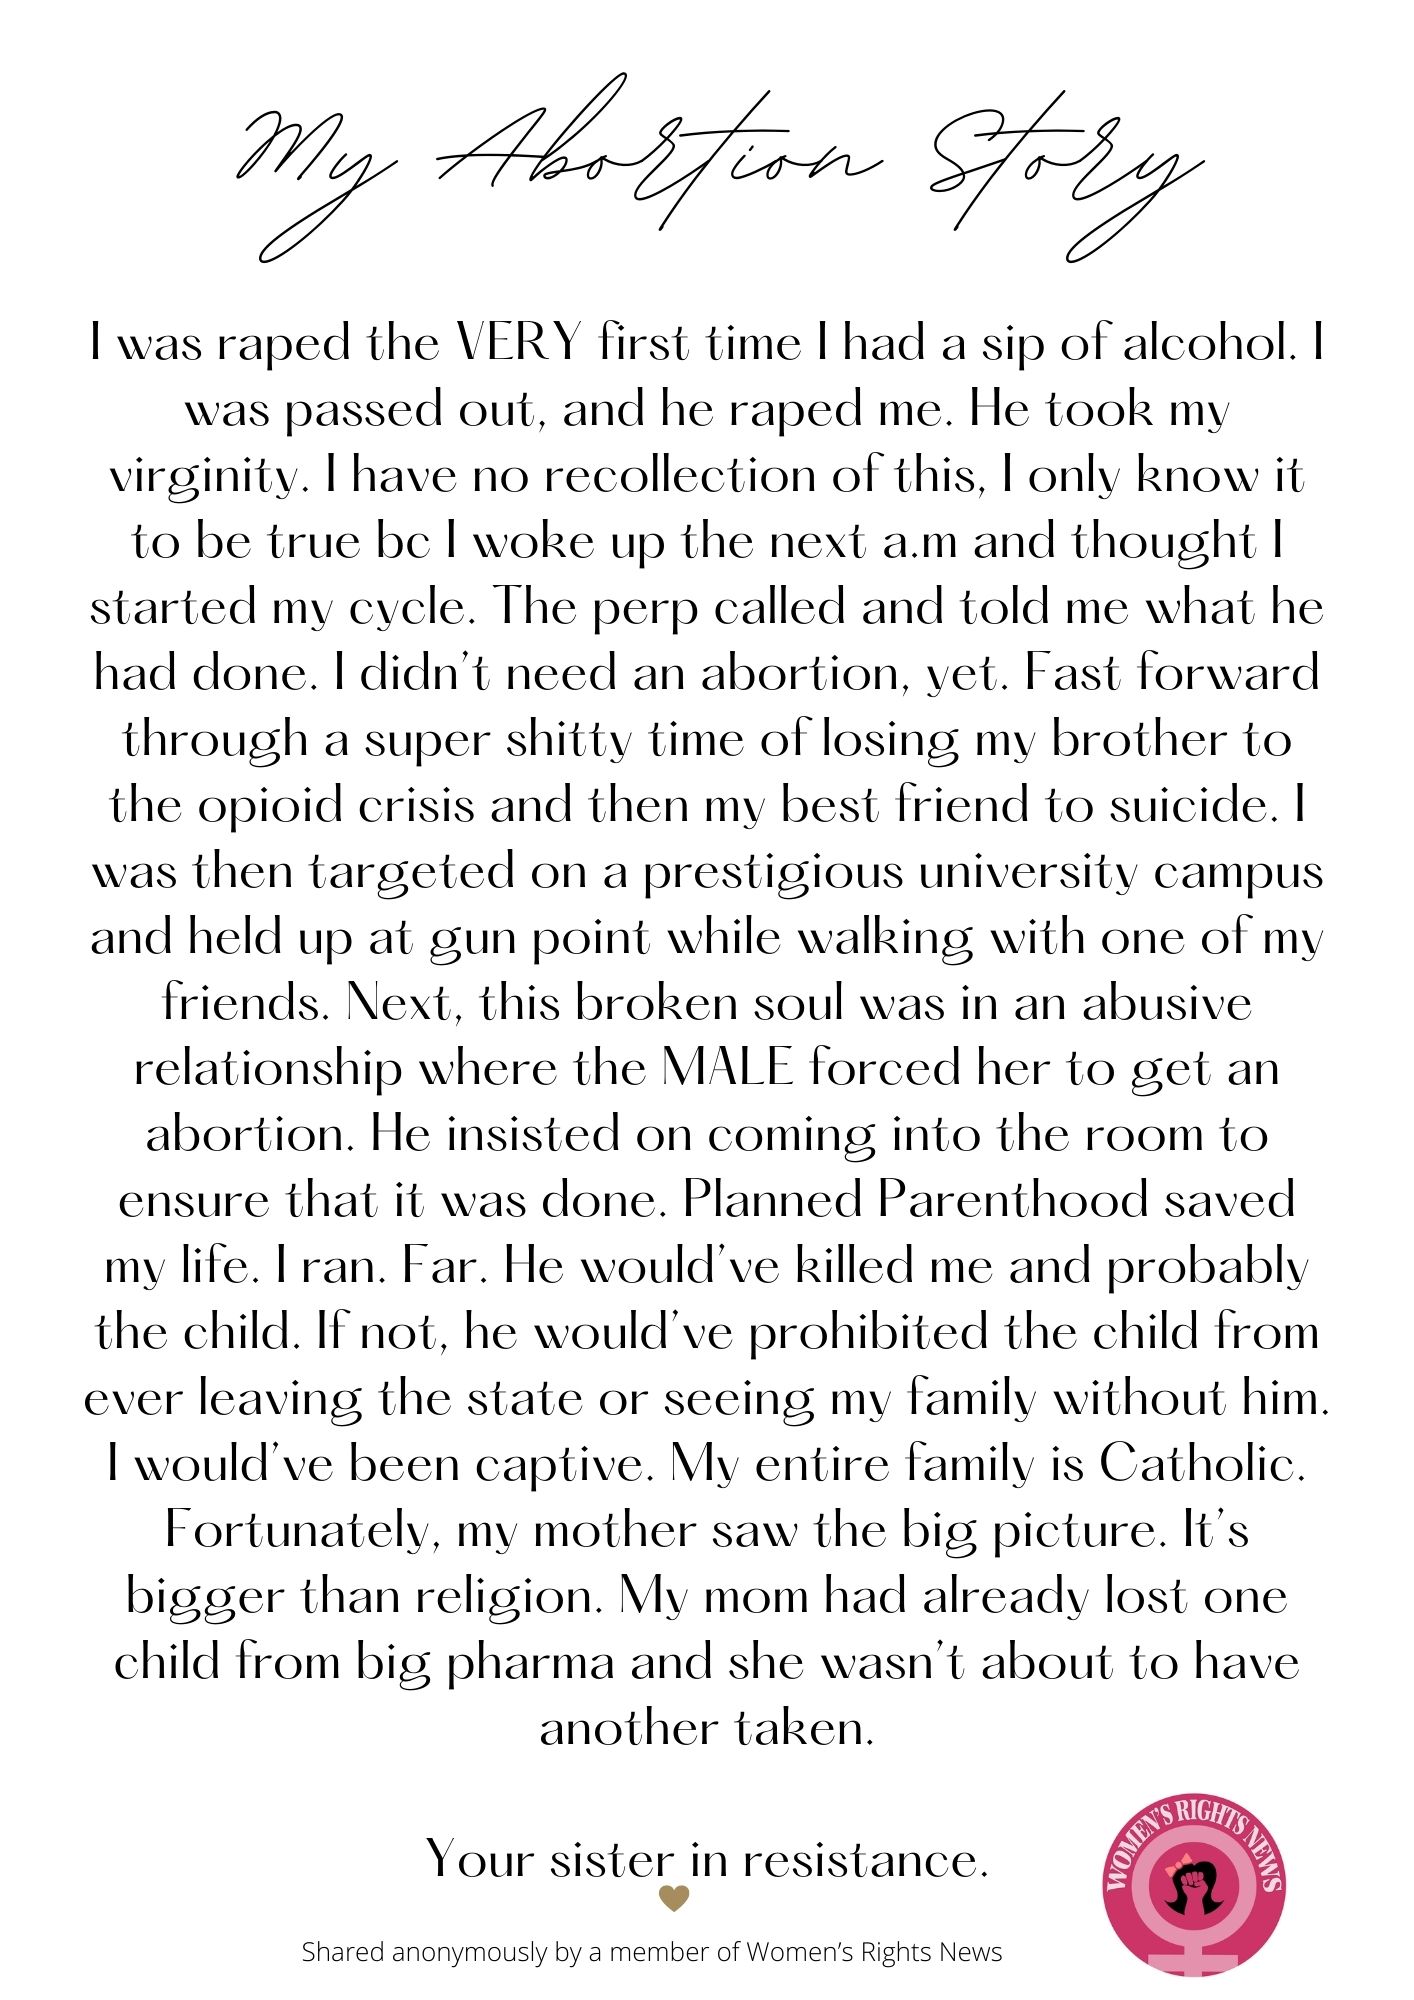 My Abortion Story
I was raped the VERY first time I had a sip of alcohol. I
was passed out, and he raped me. He took my
virginity. I have no recollection of this, I only know it
to be true bc I woke up the next a.m and thought I
started my cycle. The perp called and told me what he
had done. I didn't need an abortion, yet. Fast forward
through a super shitty time of losing my brother to
the opioid crisis and then my best friend to suicide. I
was then targeted on a prestigious university campus
and held up at gun point while walking with one of my
friends. Next, this broken soul was in an abusive
relationship where the MALE forced her to get an
abortion. He insisted on coming into the room to
ensure that it was done. Planned Parenthood saved
my life. I ran. Far. He would've killed me and probably
the child. If not, he would've prohibited the child from
ever leaving the state or seeing my family without him.
I would've been captive. My entire family is Catholic.
Fortunately, my mother saw the big picture. It's
bigger than religion. My mom had already lost one
child from big pharma and she wasn't about to have
another taken.
Your sister in resistance.
WOMEN'S RIGHTS NEWS
Shared anonymously by a member of Women's Rights News